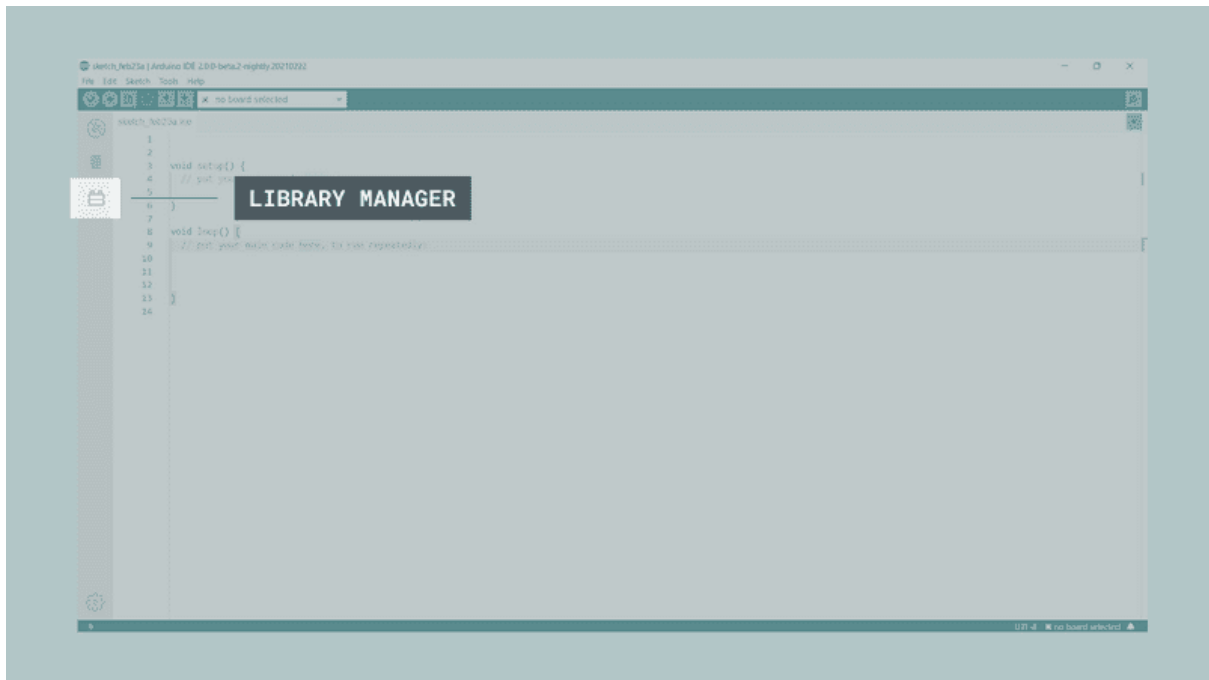 sketch_feb23a | Arduino IDE 2.0.0-beta.2-nightly.20210222
File Edit Sketch Tools Help
no board selected
sketch_feb23a.ino
1
2
3 void setup() {
4 // put you
5
LIBRARY MANAGER
6 }
7
8 void loop() {
9 // put your main code here, to run repeatedly:
10
11
12
13 }
14
no board selected